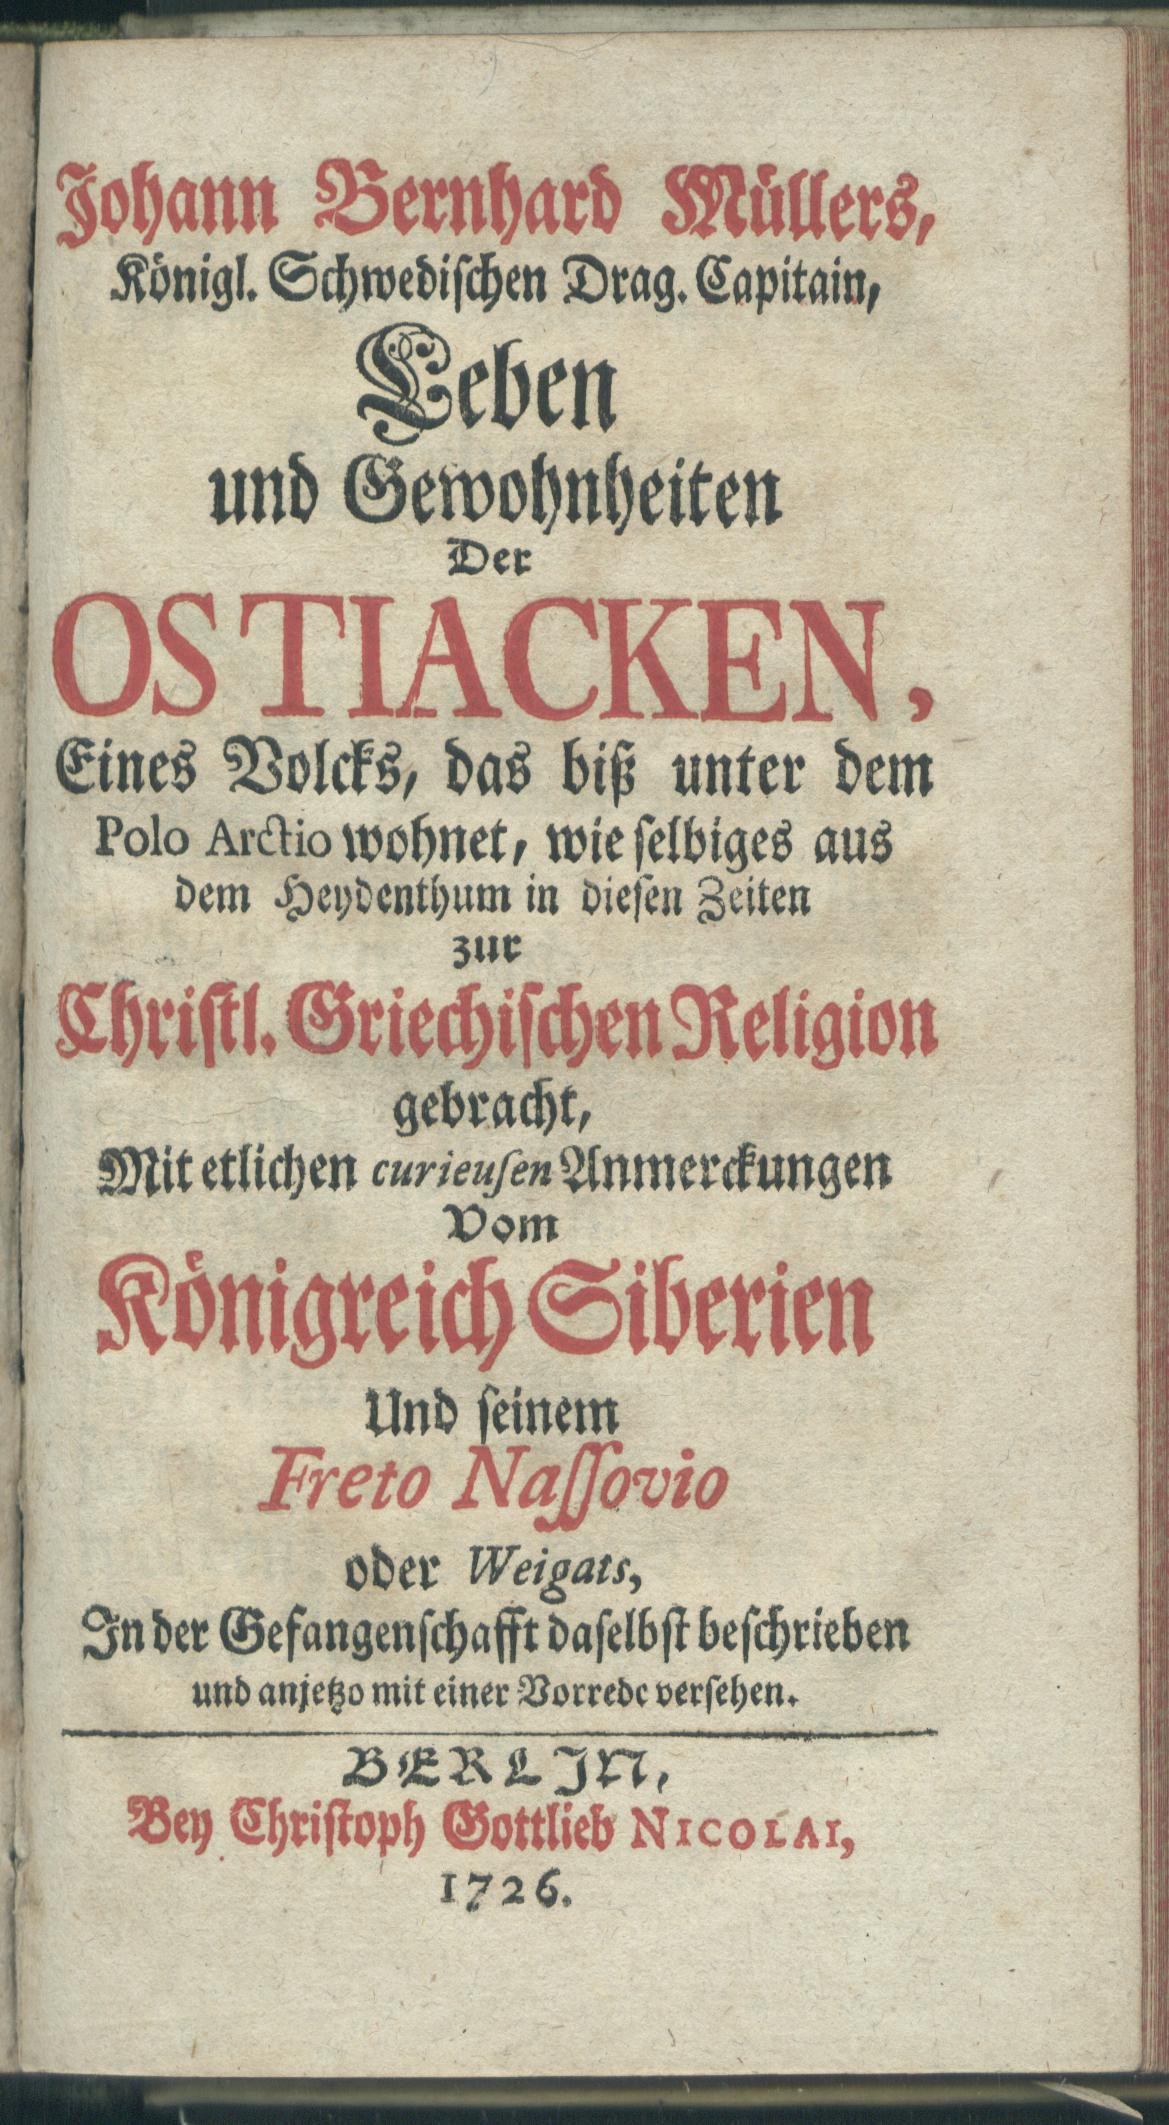 Johann Bernhard Müllers,
Königl. Schwediſchen Drag. Capitain,
Leben
und Gewohnheiten
Der
OSTIACKEN,
Eines Volcks, das biß unter dem
Polo Arctio wohnet, wie ſelbiges aus
dem Heydenthum in dieſen Zeiten
zur
Chriſtl. Griechiſchen Religion
gebracht,
Mit etlichen curieuſen Anmerckungen
Vom
Königreich Siberien
Und ſeinem
Freto Naſſovio
oder Weigats,
In der Gefangenſchafft daſelbſt beſchrieben
und anjetzo mit einer Vorrede verſehen.
BERLIN,
Bey Chriſtoph Gottlieb NICOLAI,
1726.